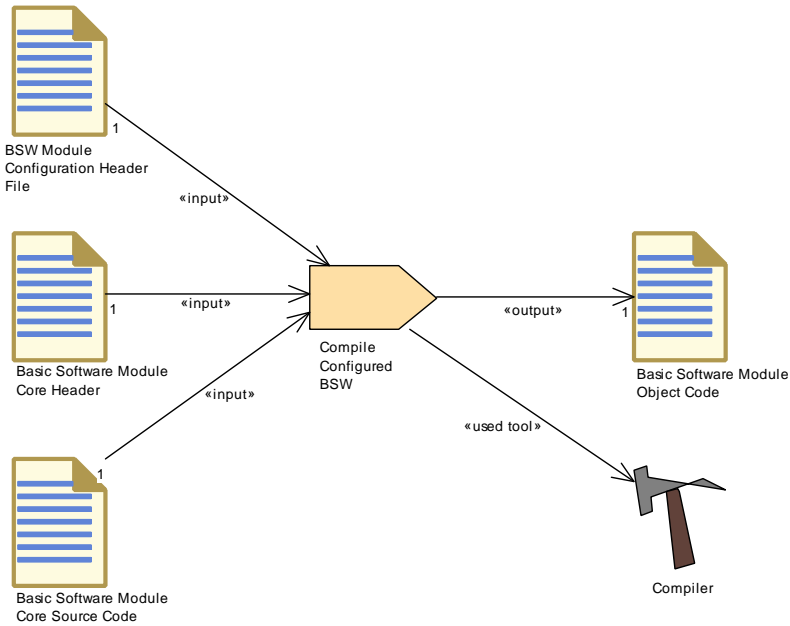 1
BSW Module
Configuration Header
File
«input»
1
«input»
Basic Software Module
Core Header
«input»
1
Basic Software Module
Core Source Code
Compile
Configured
BSW
«output»
1
Basic Software Module
Object Code
«used tool»
Compiler